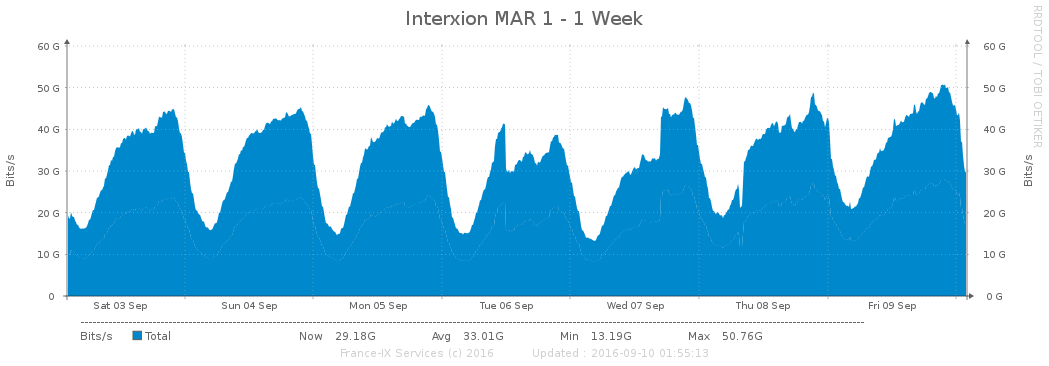 Interxion MAR 1 - 1 Week
RRDTOOL / TOBI OETIKER
60 G 60 G
50 G 50 G
40 G 40 G
30 G 30 G
20 G 20 G
10 G 10 G
0 0 G
Bits/s
Bits/s
Sat 03 Sep Sun 04 Sep Mon 05 Sep Tue 06 Sep Wed 07 Sep Thu 08 Sep Fri 09 Sep
Bits/s Total Now 29.18G Avg 33.01G Min 13.19G Max 50.76G
France-IX Services (c) 2016 Updated : 2016-09-10 01:55:13